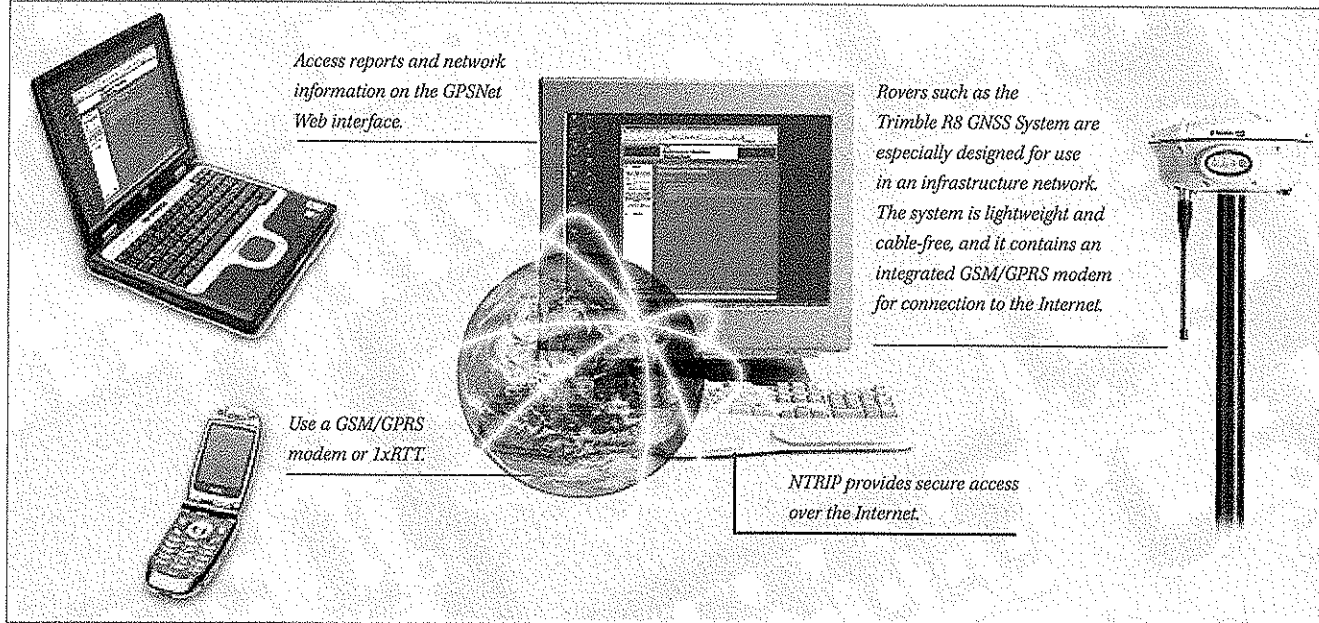 Access reports and network
information on the GPSNet
Web interface.
Rovers such as the
Trimble R8 GNSS System are
especially designed for use
in an infrastructure network.
The system is lightweight and
cable-free, and it contains an
integrated GSM/GPRS modem
for connection to the Internet.
Use a GSM/GPRS
modem or 1xRTT.
NTRIP provides secure access
over the Internet.